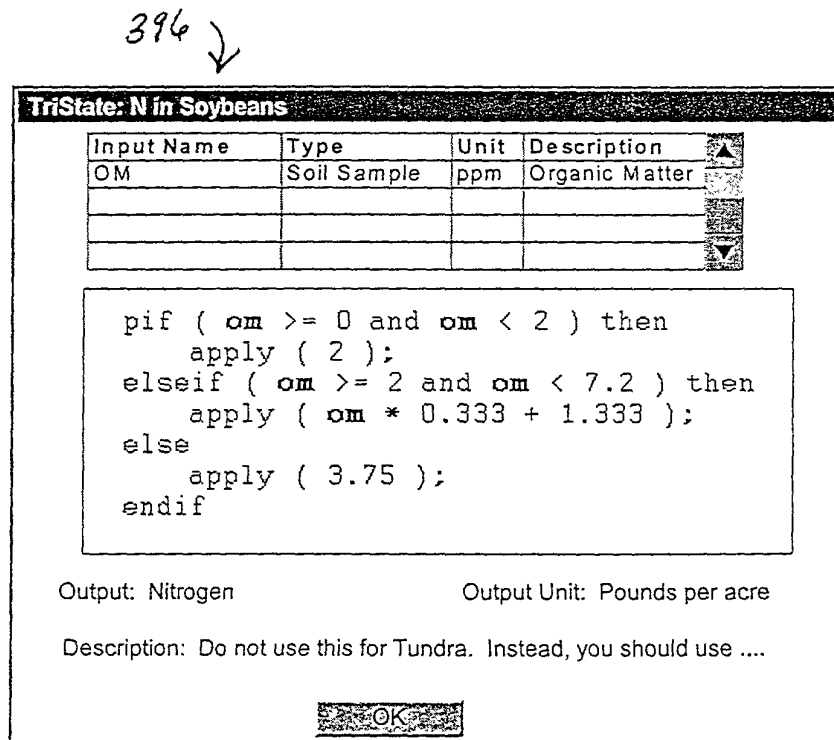 396
TriState: N in Soybeans
Input Name Type Unit Description
OM Soil Sample ppm Organic Matter
pif ( om >= 0 and om < 2 ) then
apply ( 2 );
elseif ( om >= 2 and om < 7.2 ) then
apply ( om * 0.333 + 1.333 );
else
apply ( 3.75 );
endif
Output: Nitrogen Output Unit: Pounds per acre
Description: Do not use this for Tundra. Instead, you should use ....
OK